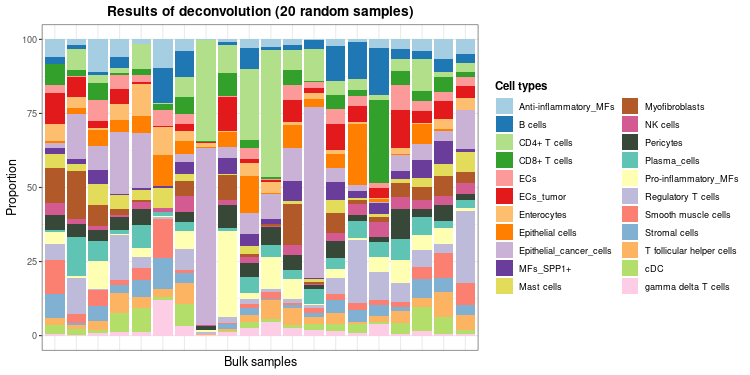 Results of deconvolution (20 random samples)
100
75
50
25
0
Proportion
Bulk samples
Cell types
Anti-inflammatory_MFs
B cells
CD4+ T cells
CD8+ T cells
ECs
ECs_tumor
Enterocytes
Epithelial cells
Epithelial_cancer_cells
MFs_SPP1+
Mast cells
Myofibroblasts
NK cells
Pericytes
Plasma_cells
Pro-inflammatory_MFs
Regulatory T cells
Smooth muscle cells
Stromal cells
T follicular helper cells
cDC
gamma delta T cells